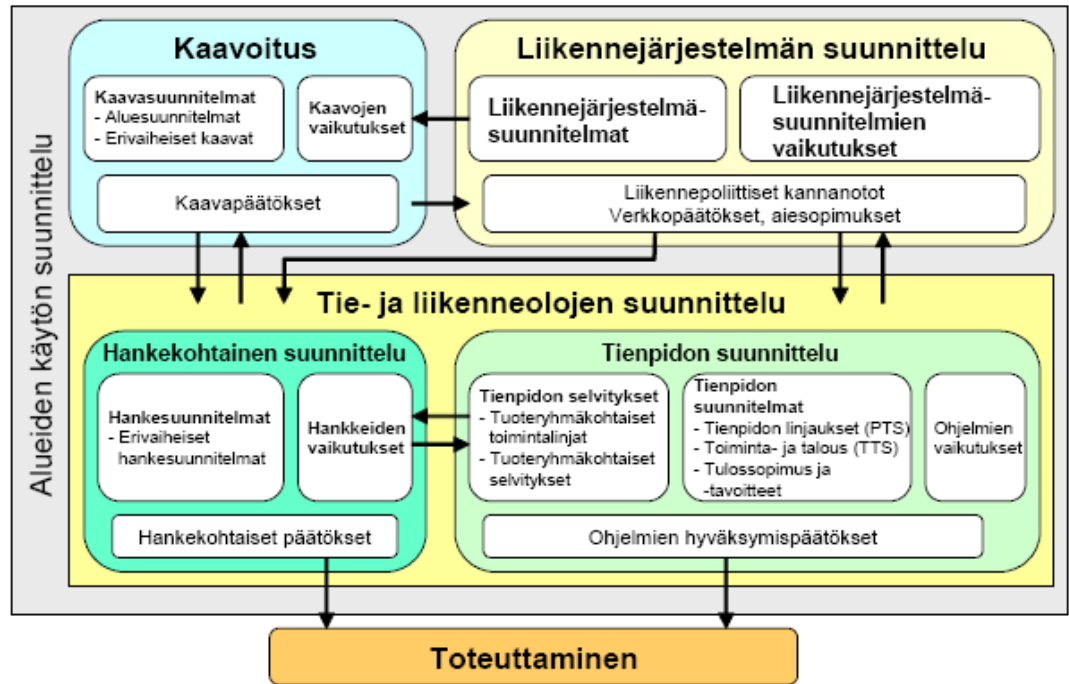 Alueiden käytön suunnittelu
Kaavoitus
Kaavasuunnitelmat
- Aluesuunnitelmat
- Erivaiheiset kaavat
Kaavojen
vaikutukset
Kaavapäätökset
Liikennejärjestelmän suunnittelu
Liikennejärjestelmä-
suunnitelmat
Liikennejärjestelmä-
suunnitelmien
vaikutukset
Liikennepoliittiset kannanotot
Verkkopäätökset, aiesopimukset
Tie- ja liikenneolojen suunnittelu
Hankekohtainen suunnittelu
Hankesuunnitelmat
- Erivaiheiset
hankesuunnitelmat
Hankkeiden
vaikutukset
Hankekohtaiset päätökset
Tienpidon suunnittelu
Tienpidon selvitykset
- Tuoteryhmäkohtaiset
toimintalinjat
- Tuoteryhmäkohtaiset
selvitykset
Tienpidon
suunnitelmat
- Tienpidon linjaukset (PTS)
- Toiminta- ja talous (TTS)
- Tulossopimus ja
-tavoitteet
Ohjelmien
vaikutukset
Ohjelmien hyväksymispäätökset
Toteuttaminen